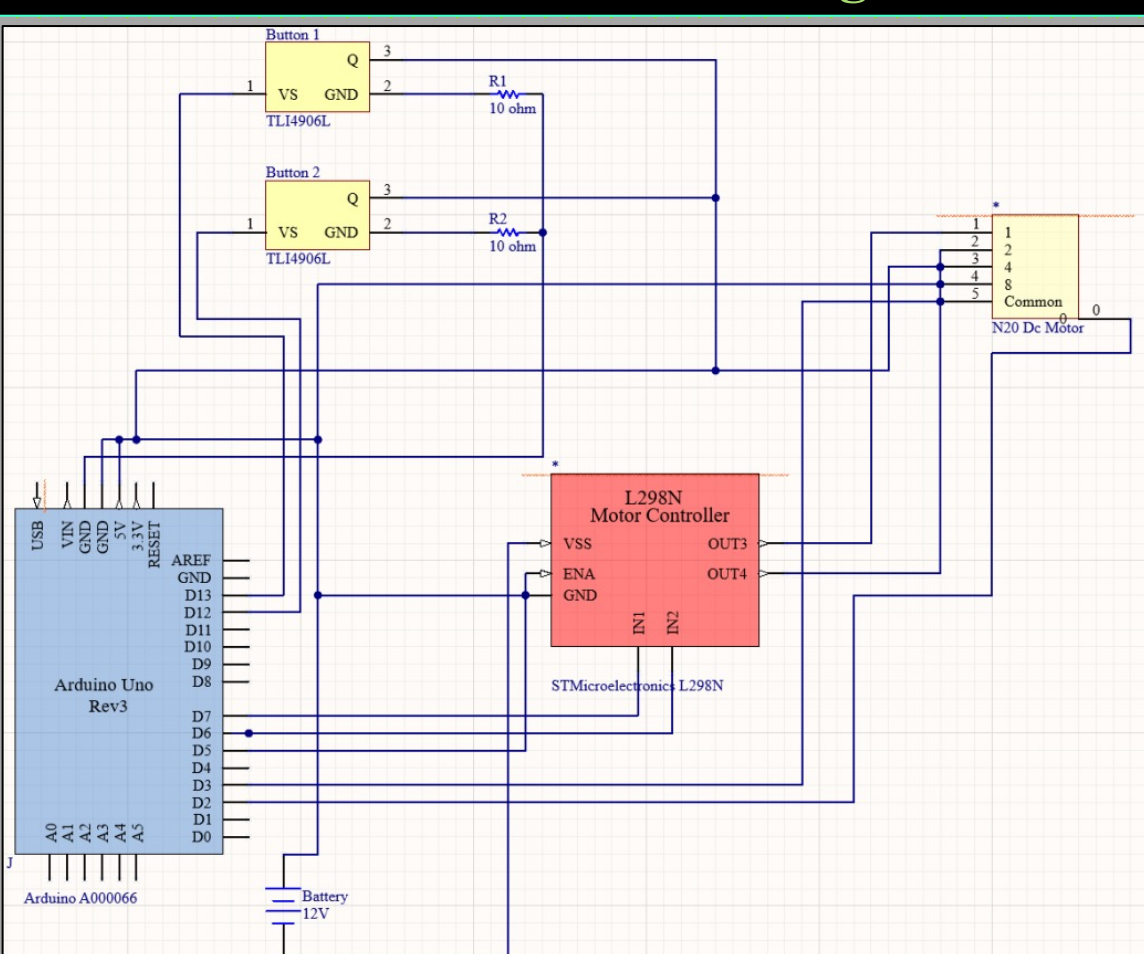 Button 1
Q 3
1 VS GND 2
TLI4906L
R1
10 ohm
Button 2
Q 3
1 VS GND 2
TLI4906L
R2
10 ohm
*
1 1
2 2
3 4
4 8
5 Common
0 0
N20 Dc Motor
*
L298N
Motor Controller
VSS OUT3
ENA OUT4
GND
IN1 IN2
STMicroelectronics L298N
USB VIN GND GND 5V 3.3V RESET
AREF
GND
D13
D12
D11
D10
D9
D8
Arduino Uno
Rev3
D7
D6
D5
D4
D3
D2
D1
D0
A0 A1 A2 A3 A4 A5
J
Arduino A000066
Battery
12V